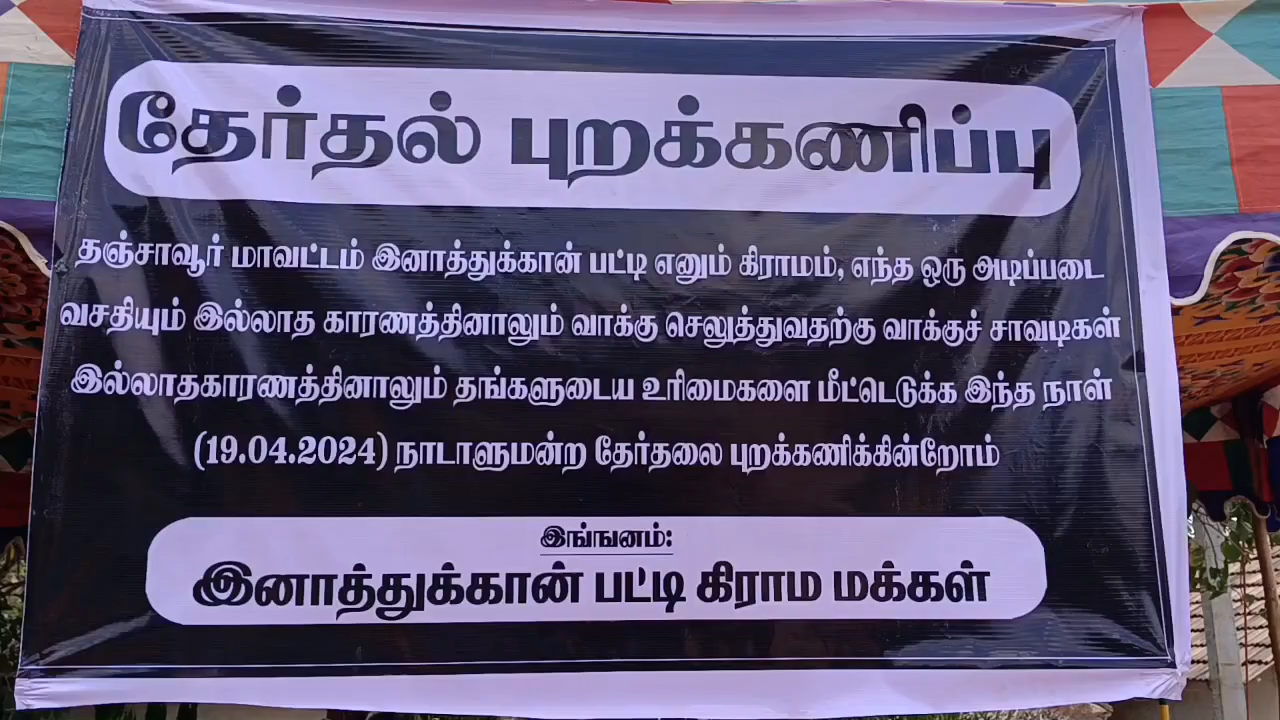 தேர்தல் புறக்கணிப்பு
தஞ்சாவூர் மாவட்டம் இனாத்துக்கான் பட்டி எனும் கிராமம், எந்த ஒரு அடிப்படை
வசதியும் இல்லாத காரணத்தினாலும் வாக்கு செலுத்துவதற்கு வாக்குச் சாவடிகள்
இல்லாதகாரணத்தினாலும் தங்களுடைய உரிமைகளை மீட்டெடுக்க இந்த நாள்
(19.04.2024) நாடாளுமன்ற தேர்தலை புறக்கணிக்கின்றோம்
இங்ஙனம்:
இனாத்துக்கான் பட்டி கிராம மக்கள்